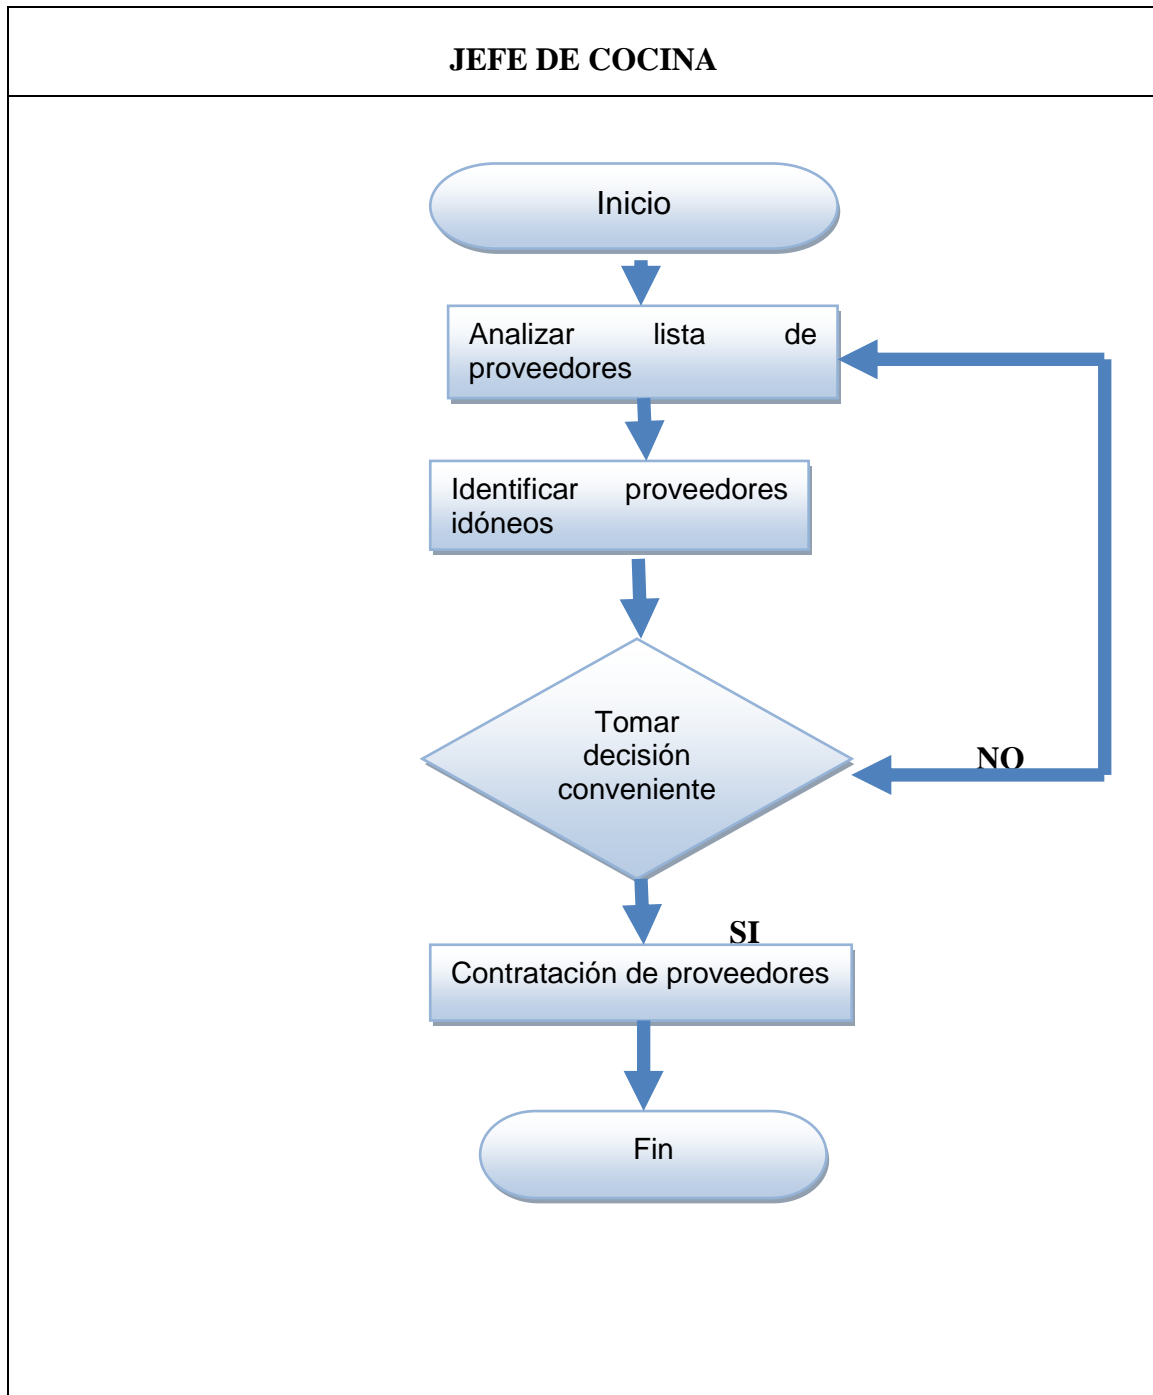 JEFE DE COCINA
Inicio
Analizar lista de
proveedores
Identificar proveedores
idóneos
Tomar
decisión
conveniente
NO
SI
Contratación de proveedores
Fin